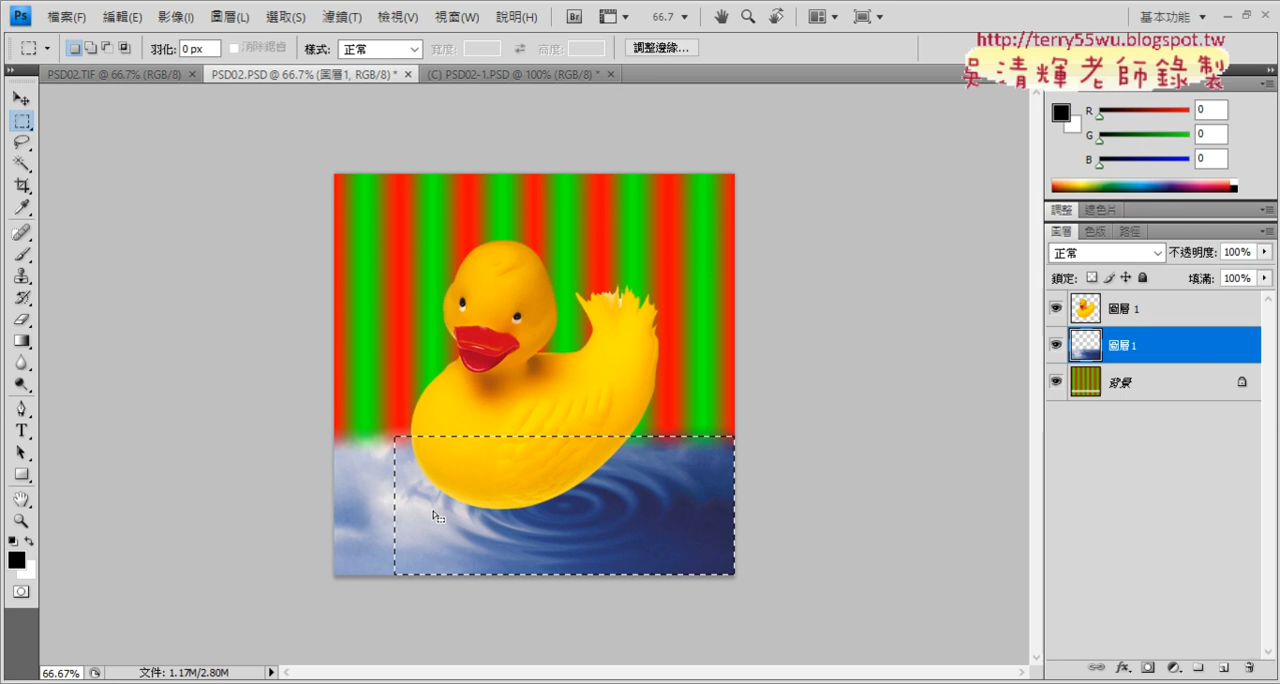 Ps 檔案(F) 編輯(E) 影像(I) 圖層(L) 選取(S) 濾鏡(T) 檢視(V) 視窗(W) 說明(H) Br 66.7 基本功能
羽化: 0 px 消除鋸齒 樣式: 正常 寬度: 高度: 調整邊緣...
http://terry55wu.blogspot.tw
吳清輝老師錄製
PSD02.TIF @ 66.7% (RGB/8) PSD02.PSD @ 66.7% (圖層1, RGB/8) * (C) PSD02-1.PSD @ 100% (RGB/8) *
R 0
G 0
B 0
調整 遮色片
圖層 色版 路徑
正常 不透明度: 100%
鎖定: 填滿: 100%
圖層 1
圖層1
背景
T
fx
66.67% 文件: 1.17M/2.80M